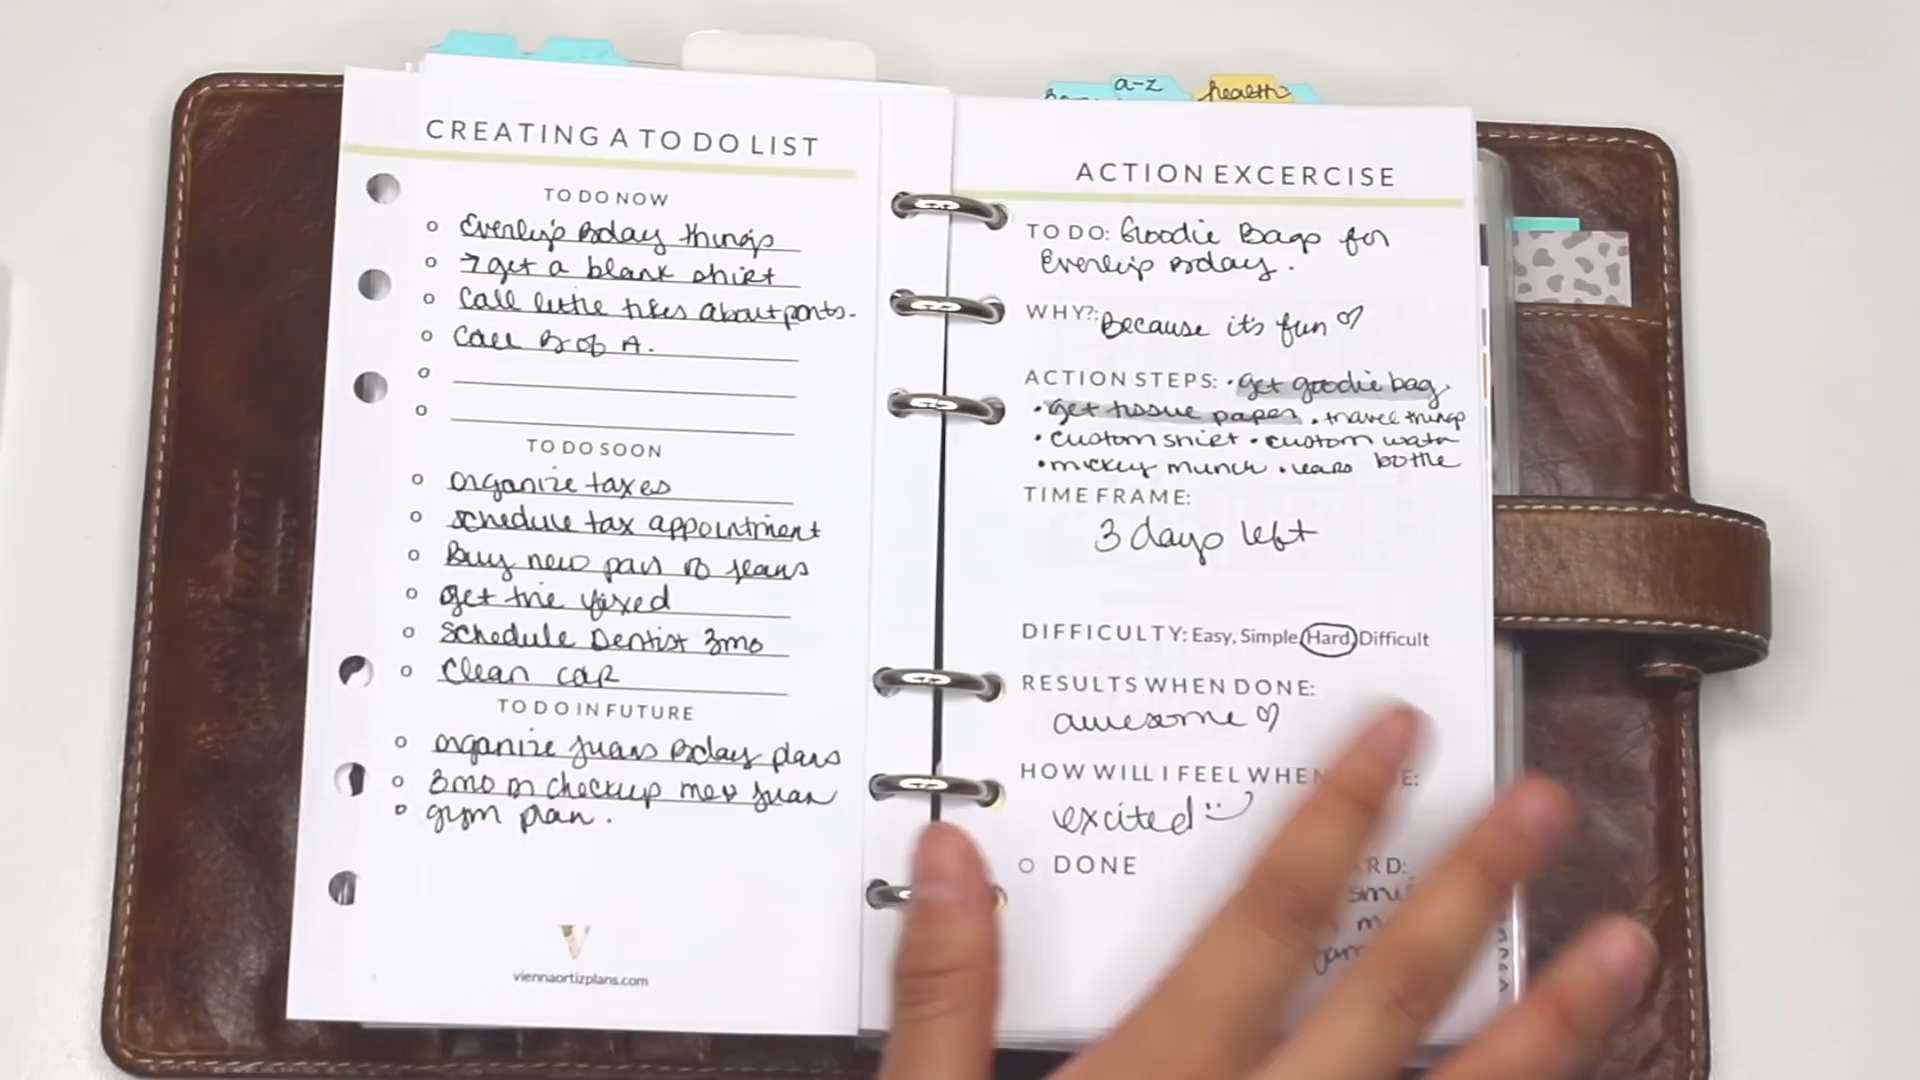 a-z
health
CREATING A TO DO LIST
TO DO NOW
Everly's Bday things
→ get a blank shirt
Call little tikes about parts.
Call B of A.
TO DO SOON
organize taxes
schedule tax appointment
Buy new pair of jeans
get the fixed
Schedule Dentist 3mo
Clean car
TO DO IN FUTURE
organize Juans Bday plans
3mo checkup me Juan
gym plan.
viennaortizplans.com
ACTION EXCERCISE
TO DO: Goodie Bags for
Everly's Bday.
WHY?: Because it's fun ♡
ACTION STEPS: • get goodie bag
• get tissue paper • travel things
• custom shirt • custom water
• mickey munch • ears bottle
TIME FRAME:
3 days left
DIFFICULTY: Easy, Simple, Hard, Difficult
RESULTS WHEN DONE:
awesome ♡
HOW WILL I FEEL WHEN
excited
DONE